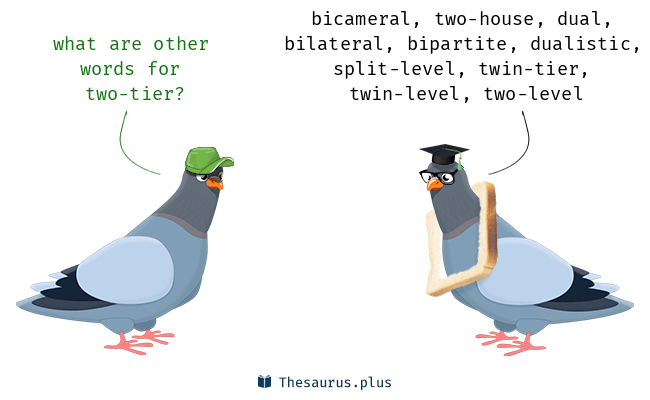 what are other
words for
two-tier?
bicameral, two-house, dual,
bilateral, bipartite, dualistic,
split-level, twin-tier,
twin-level, two-level
Thesaurus.plus